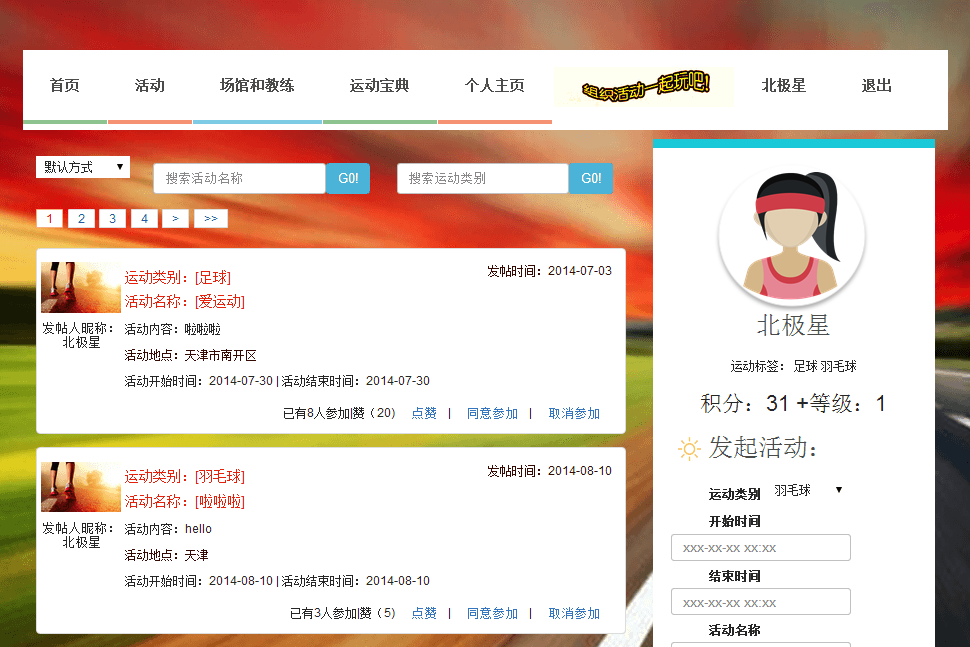 首页 活动 场馆和教练 运动宝典 个人主页 组织活动一起玩吧! 北极星 退出
默认方式 ▼ 搜索活动名称 GO! 搜索运动类别 GO!
1 2 3 4 > >>
运动类别：[足球] 发帖时间：2014-07-03
活动名称：[爱运动]
发帖人昵称： 活动内容：啦啦啦
北极星
活动地点：天津市南开区
活动开始时间：2014-07-30 | 活动结束时间：2014-07-30
已有8人参加|赞（20） 点赞 | 同意参加 | 取消参加
运动类别：[羽毛球] 发帖时间：2014-08-10
活动名称：[啦啦啦]
发帖人昵称： 活动内容：hello
北极星
活动地点：天津
活动开始时间：2014-08-10 | 活动结束时间：2014-08-10
已有3人参加|赞（5） 点赞 | 同意参加 | 取消参加
北极星
运动标签： 足球 羽毛球
积分：31 +等级：1
发起活动：
运动类别 羽毛球 ▼
开始时间
xxx-xx-xx xx:xx
结束时间
xxx-xx-xx xx:xx
活动名称